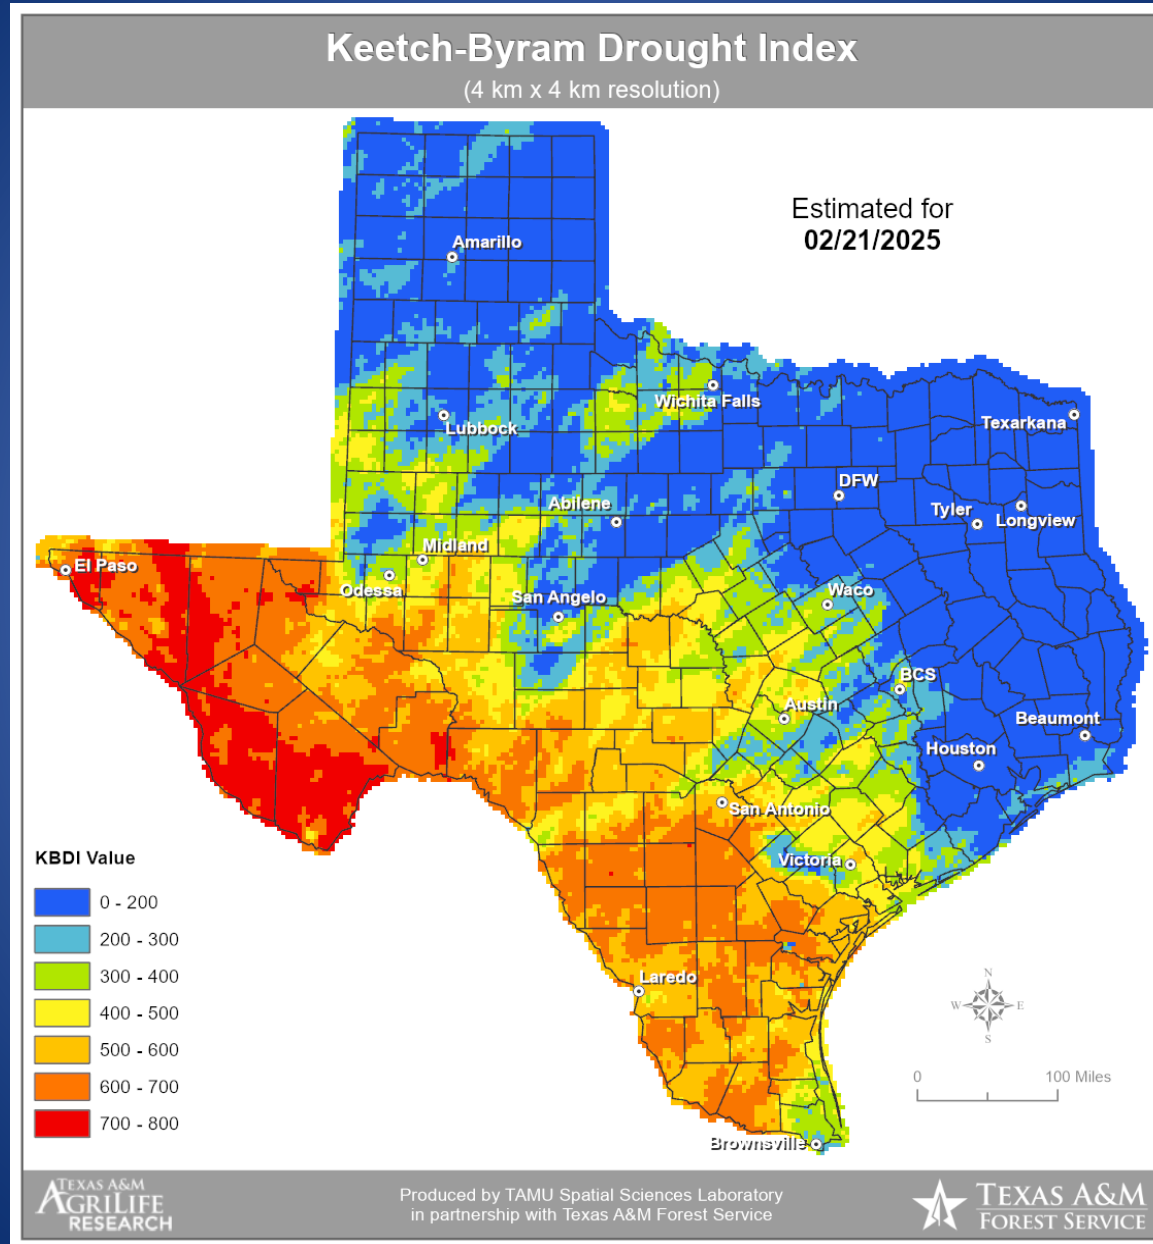 Keetch-Byram Drought Index
(4 km x 4 km resolution)
Estimated for
02/21/2025
Amarillo
Wichita Falls
Lubbock
Texarkana
DFW
Abilene
Tyler
Longview
Midland
El Paso
Odessa
San Angelo
Waco
BCS
Austin
Beaumont
Houston
San Antonio
Victoria
KBDI Value
0 - 200
200 - 300
300 - 400
400 - 500
500 - 600
600 - 700
700 - 800
Laredo
N
W E
S
0 100 Miles
Brownsville
TEXAS A&M
AGRILIFE
RESEARCH
Produced by TAMU Spatial Sciences Laboratory
in partnership with Texas A&M Forest Service
TEXAS A&M
FOREST SERVICE